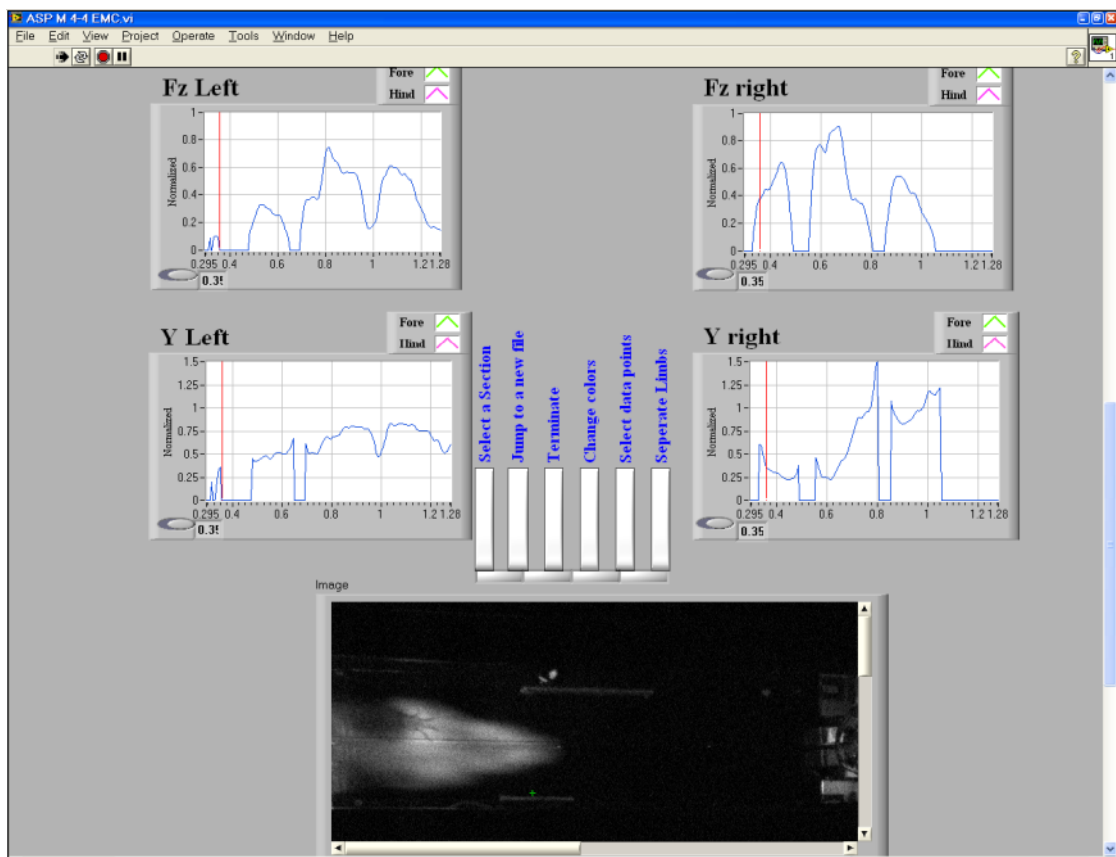 ASP M 4-4 EMC.vi
File Edit View Project Operate Tools Window Help
Fz Left
Fore
Hind
1
0.8
0.6
0.4
0.2
0
Normalized
0.295 0.4 0.6 0.8 1 1.2 1.28
0.35
Fz right
Fore
Hind
1
0.8
0.6
0.4
0.2
0
Normalized
0.295 0.4 0.6 0.8 1 1.2 1.28
0.35
Y Left
Fore
Hind
1.5
1.25
1
0.75
0.5
0.25
0
Normalized
0.295 0.4 0.6 0.8 1 1.2 1.28
0.35
Select a Section
Jump to a new file
Terminate
Change colors
Select data points
Seperate Limbs
Y right
Fore
Hind
1.5
1.25
1
0.75
0.5
0.25
0
Normalized
0.295 0.4 0.6 0.8 1 1.2 1.28
0.35
Image